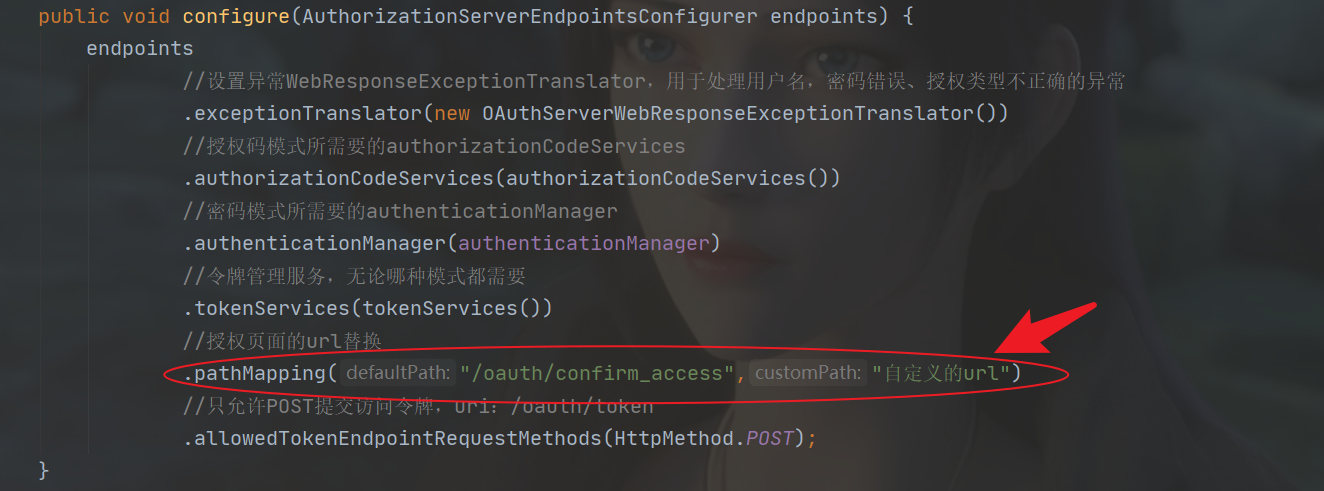 public void configure(AuthorizationServerEndpointsConfigurer endpoints) {
endpoints
//设置异常WebResponseExceptionTranslator，用于处理用户名，密码错误、授权类型不正确的异常
.exceptionTranslator(new OAuthServerWebResponseExceptionTranslator())
//授权码模式所需要的authorizationCodeServices
.authorizationCodeServices(authorizationCodeServices())
//密码模式所需要的authenticationManager
.authenticationManager(authenticationManager)
//令牌管理服务，无论哪种模式都需要
.tokenServices(tokenServices())
//授权页面的url替换
.pathMapping( defaultPath: "/oauth/confirm_access", customPath: "自定义的url")
//只允许POST提交访问令牌，uri：/oauth/token
.allowedTokenEndpointRequestMethods(HttpMethod.POST);
}